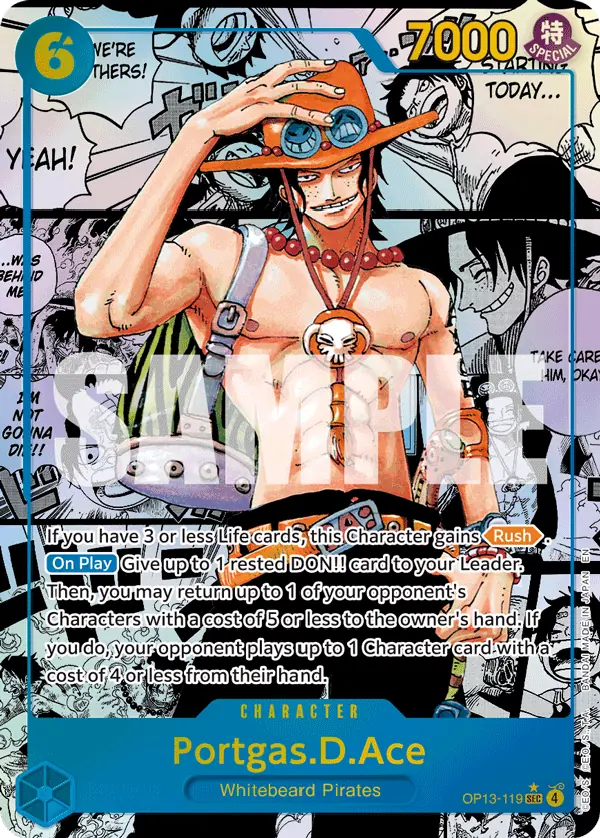 6
WE'RE
THERS!
7000
特
SPECIAL
STARTING
TODAY...
YEAH!
...WAS
BEHIND
ME
TAKE CARE
HIM, OKAY
I'M
NOT
GONNA
DIE!!
SAMPLE
If you have 3 or less Life cards, this Character gains Rush.
On Play Give up to 1 rested DON!! card to your Leader.
Then, you may return up to 1 of your opponent's
Characters with a cost of 5 or less to the owner's hand. If
you do, your opponent plays up to 1 Character card with a
cost of 4 or less from their hand.
CHARACTER
Portgas.D.Ace
Whitebeard Pirates
OP13-119 SEC 4
BANDAI MADE IN JAPAN EN